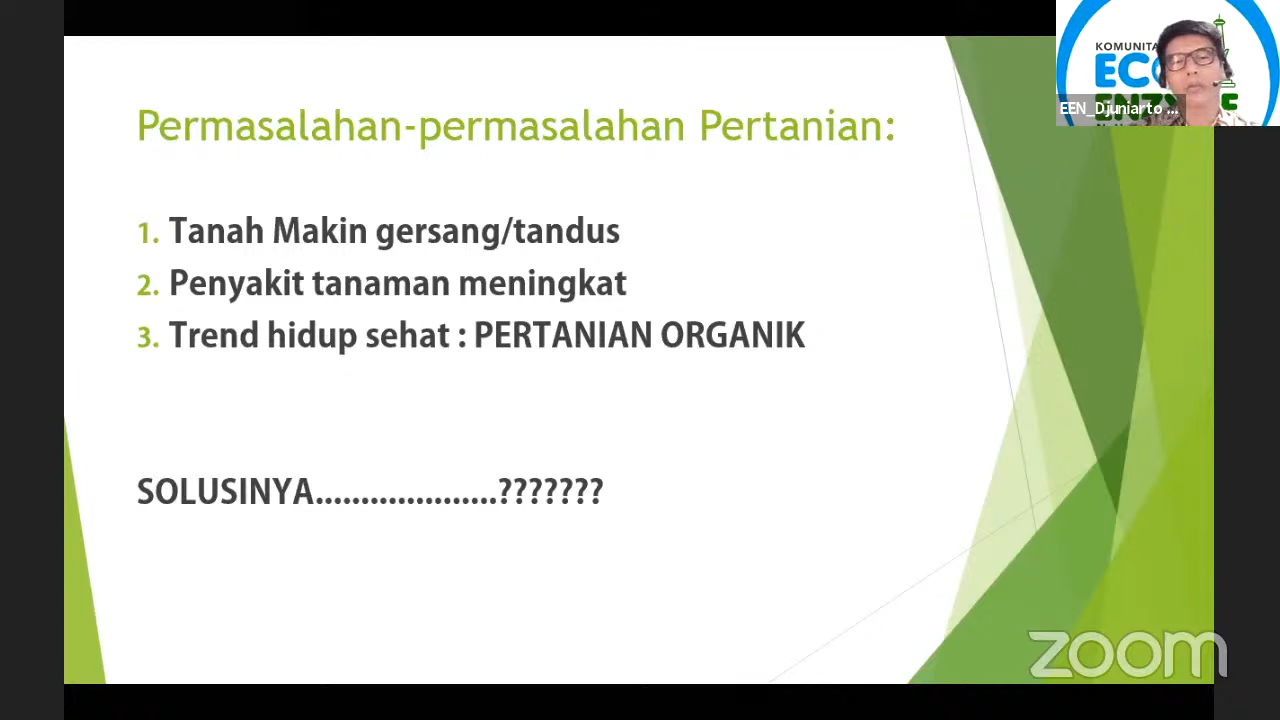 Permasalahan-permasalahan Pertanian:
1. Tanah Makin gersang/tandus
2. Penyakit tanaman meningkat
3. Trend hidup sehat : PERTANIAN ORGANIK
SOLUSINYA....................???????
KOMUNITA
EEN_Djuniarto ...
zoom